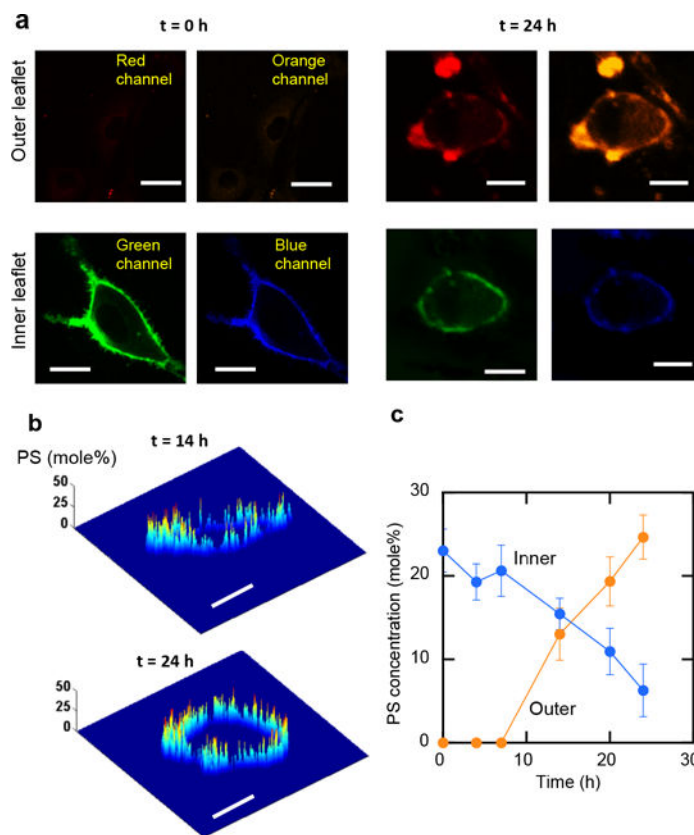 a
t = 0 h
t = 24 h
Outer leaflet
Red
channel
Orange
channel
Inner leaflet
Green
channel
Blue
channel
b
t = 14 h
PS (mole%)
50
25
0
t = 24 h
50
25
0
c
PS concentration (mole%)
30
20
10
0
Inner
Outer
0
10
20
30
Time (h)